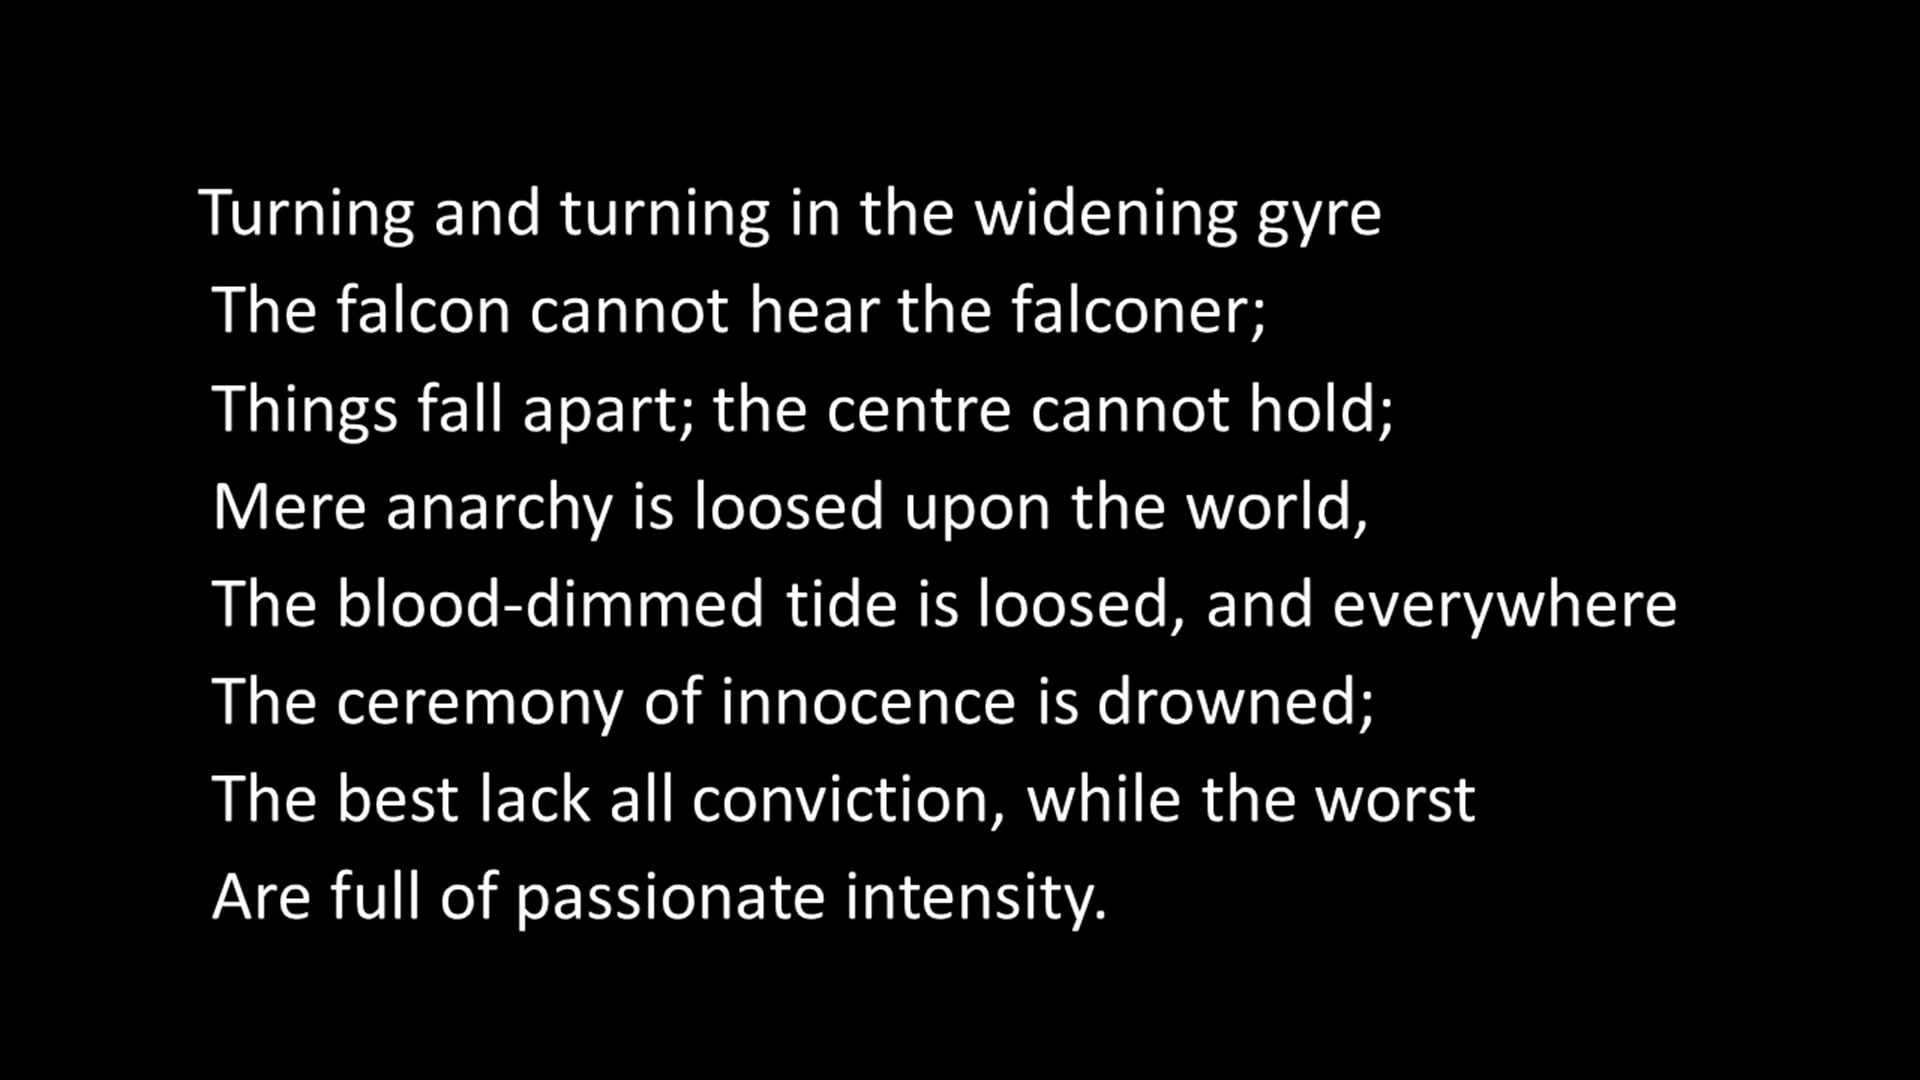 Turning and turning in the widening gyre
The falcon cannot hear the falconer;
Things fall apart; the centre cannot hold;
Mere anarchy is loosed upon the world,
The blood-dimmed tide is loosed, and everywhere
The ceremony of innocence is drowned;
The best lack all conviction, while the worst
Are full of passionate intensity.